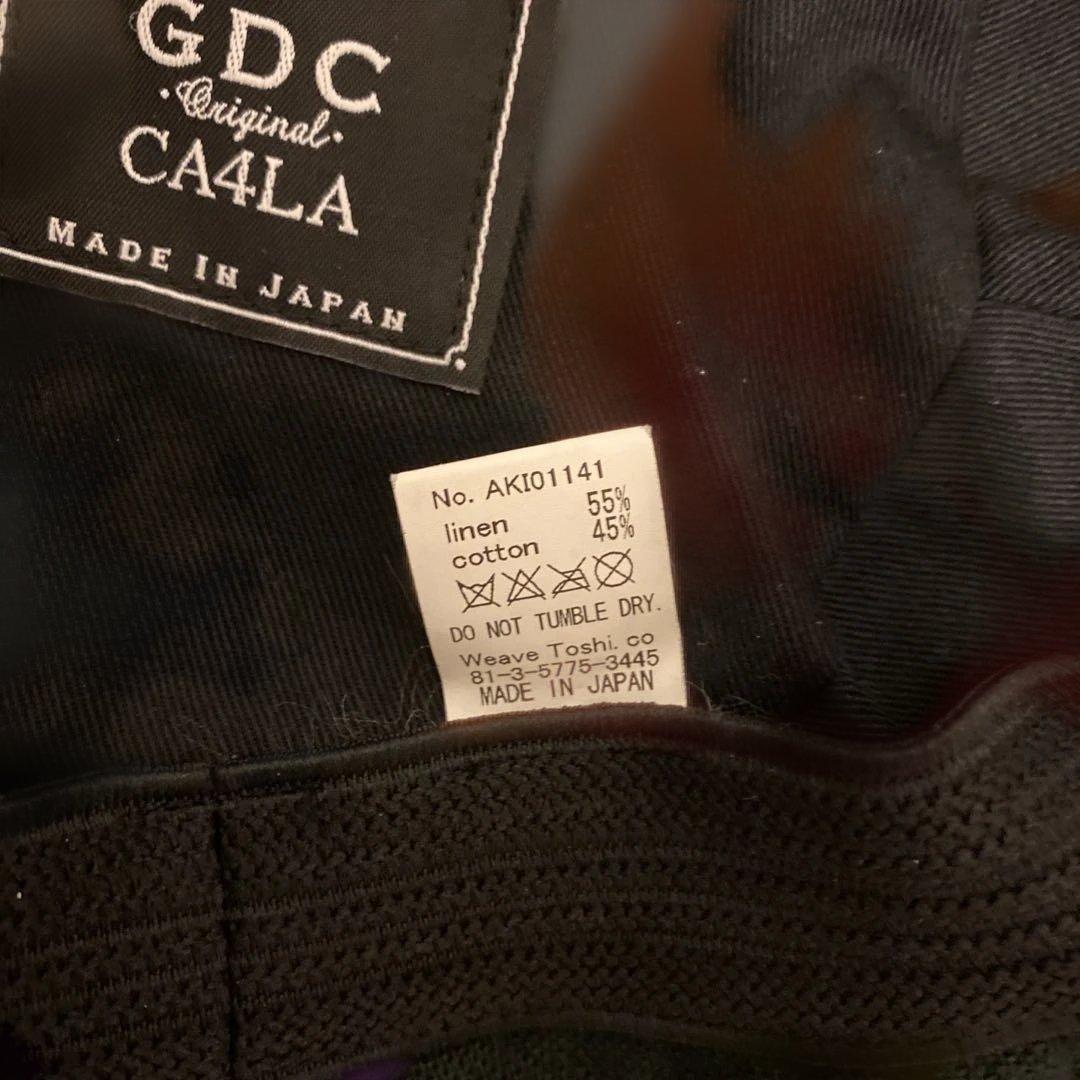 GDC
·Original·
CA4LA
MADE IN JAPAN
No. AKI01141
linen 55%
cotton 45%
DO NOT TUMBLE DRY.
Weave Toshi. co
81-3-5775-3445
MADE IN JAPAN